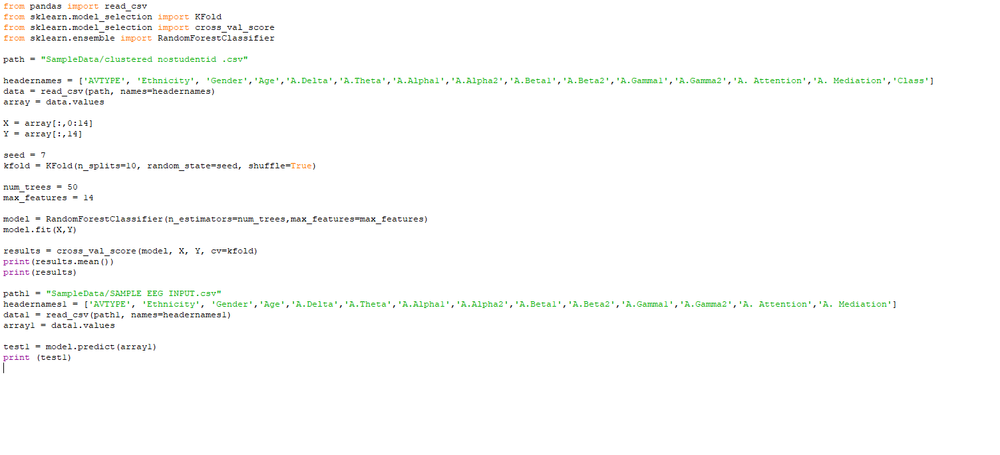 from pandas import read_csv
from sklearn.model_selection import KFold
from sklearn.model_selection import cross_val_score
from sklearn.ensemble import RandomForestClassifier
path = "SampleData/clustered nostudentid .csv"
headernames = ['AVTYPE', 'Ethnicity', 'Gender','Age','A.Delta','A.Theta','A.Alpha1','A.Alpha2','A.Beta1','A.Beta2','A.Gamma1','A.Gamma2','A. Attention','A. Mediation','Class']
data = read_csv(path, names=headernames)
array = data.values
X = array[:,0:14]
Y = array[:,14]
seed = 7
kfold = KFold(n_splits=10, random_state=seed, shuffle=True)
num_trees = 50
max_features = 14
model = RandomForestClassifier(n_estimators=num_trees,max_features=max_features)
model.fit(X,Y)
results = cross_val_score(model, X, Y, cv=kfold)
print(results.mean())
print(results)
path1 = "SampleData/SAMPLE EEG INPUT.csv"
headernames1 = ['AVTYPE', 'Ethnicity', 'Gender','Age','A.Delta','A.Theta','A.Alpha1','A.Alpha2','A.Beta1','A.Beta2','A.Gamma1','A.Gamma2','A. Attention','A. Mediation']
data1 = read_csv(path1, names=headernames1)
array1 = data1.values
test1 = model.predict(array1)
print (test1)